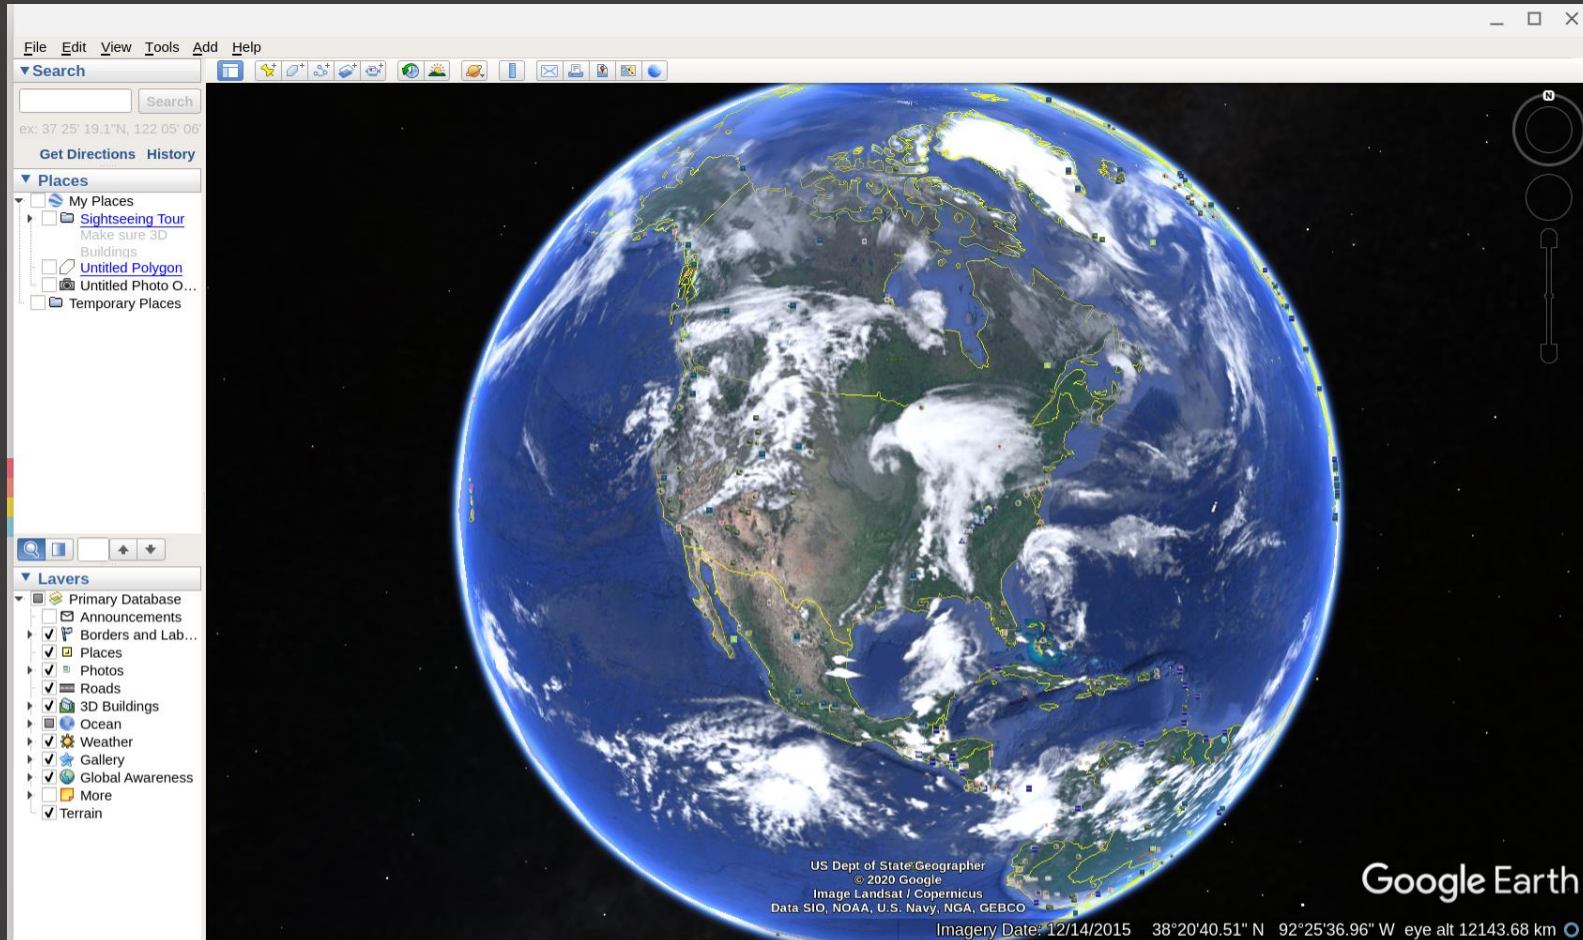 File Edit View Tools Add Help
Search
Search
ex: 37 25' 19.1"N, 122 05' 06'
Get Directions History
Places
My Places
Sightseeing Tour
Make sure 3D
Buildings
Untitled Polygon
Untitled Photo O...
Temporary Places
Layers
Primary Database
Announcements
Borders and Lab...
Places
Photos
Roads
3D Buildings
Ocean
Weather
Gallery
Global Awareness
More
Terrain
N
US Dept of State Geographer
© 2020 Google
Image Landsat / Copernicus
Data SIO, NOAA, U.S. Navy, NGA, GEBCO
Google Earth
Imagery Date: 12/14/2015 38°20'40.51" N 92°25'36.96" W eye alt 12143.68 km